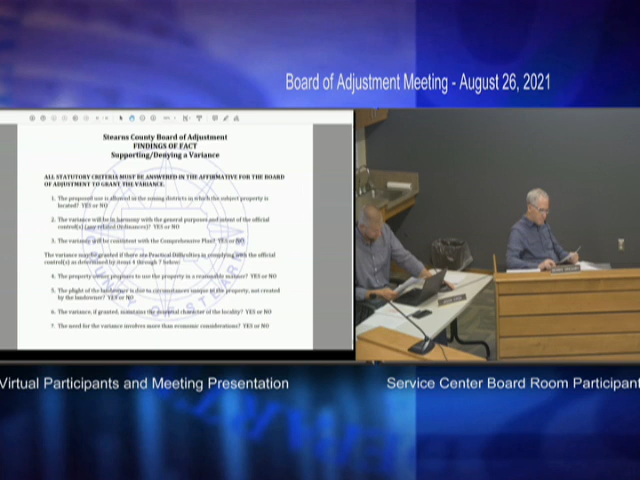 Board of Adjustment Meeting - August 26, 2021
Stearns County Board of Adjustment
FINDINGS OF FACT
Supporting/Denying a Variance
ALL STATUTORY CRITERIA MUST BE ANSWERED IN THE AFFIRMATIVE FOR THE BOARD
OF ADJUSTMENT TO GRANT THE VARIANCE.
1. The proposed use is allowed in the zoning districts in which the subject property is
located? YES or NO
2. The variance will be in harmony with the general purposes and intent of the official
control(s) (any related Ordinances)? YES or NO
3. The variance will be consistent with the Comprehensive Plan? YES or NO
The variance may be granted if there are Practical Difficulties in complying with the official
control(s) as determined by items 4 through 7 below:
4. The property owner proposes to use the property in a reasonable manner? YES or NO
5. The plight of the landowner is due to circumstances unique to the property, not created
by the landowner? YES or NO
6. The variance, if granted, maintains the essential character of the locality? YES or NO
7. The need for the variance involves more than economic considerations? YES or NO
Virtual Participants and Meeting Presentation
Service Center Board Room Participant